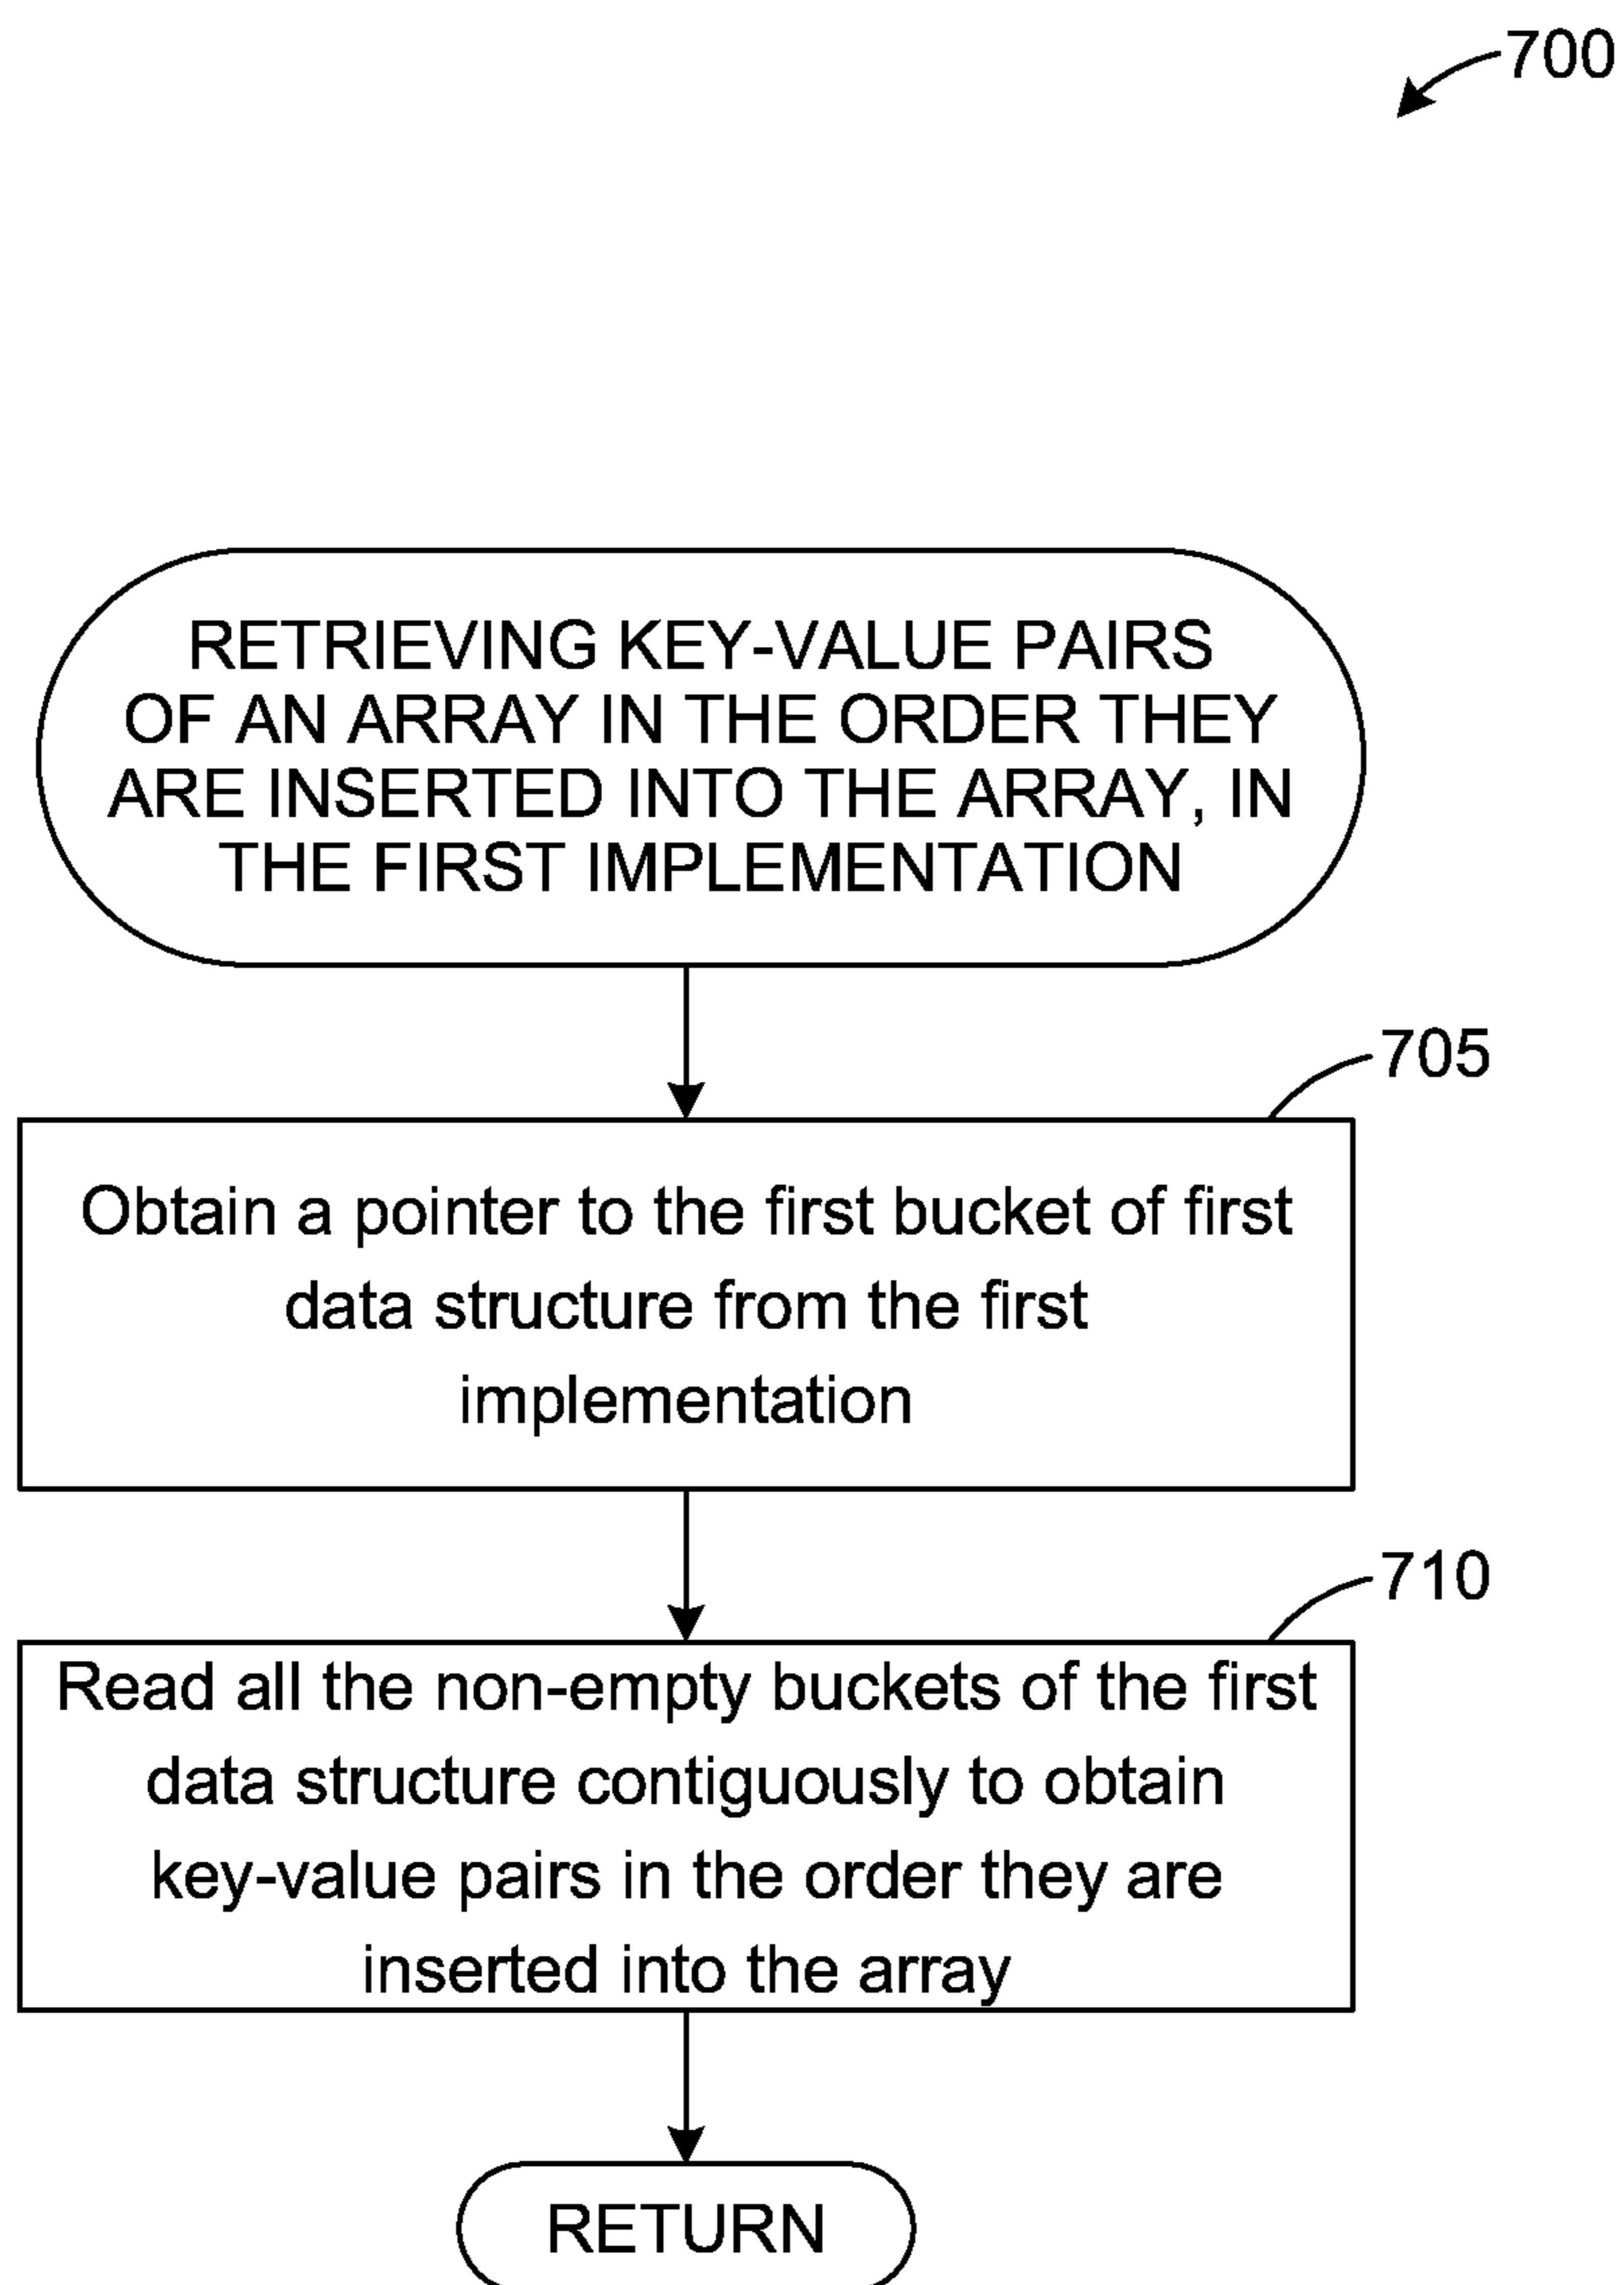 700
RETRIEVING KEY-VALUE PAIRS
OF AN ARRAY IN THE ORDER THEY
ARE INSERTED INTO THE ARRAY, IN
THE FIRST IMPLEMENTATION
705
Obtain a pointer to the first bucket of first
data structure from the first
implementation
710
Read all the non-empty buckets of the first
data structure contiguously to obtain
key-value pairs in the order they are
inserted into the array
RETURN